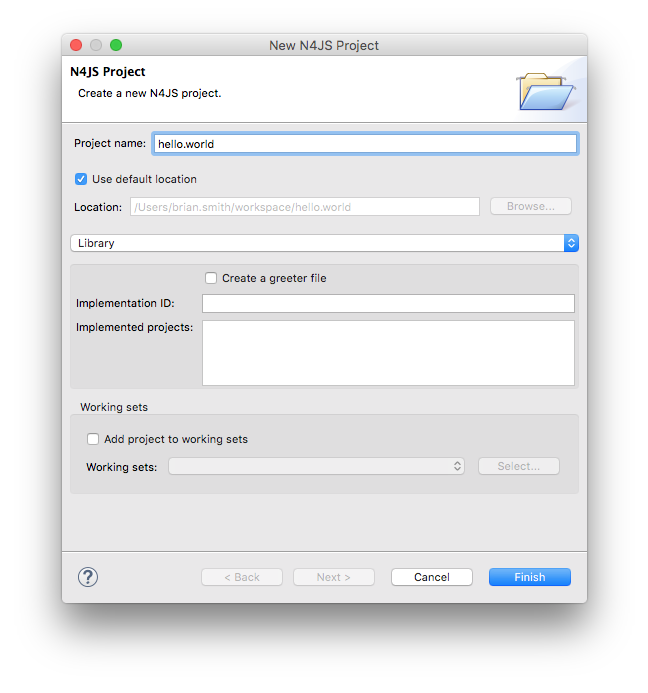 New N4JS Project
N4JS Project
Create a new N4JS project.
Project name: hello.world
Use default location
Location: /Users/brian.smith/workspace/hello.world Browse...
Library
Create a greeter file
Implementation ID:
Implemented projects:
Working sets
Add project to working sets
Working sets: Select...
? < Back Next > Cancel Finish